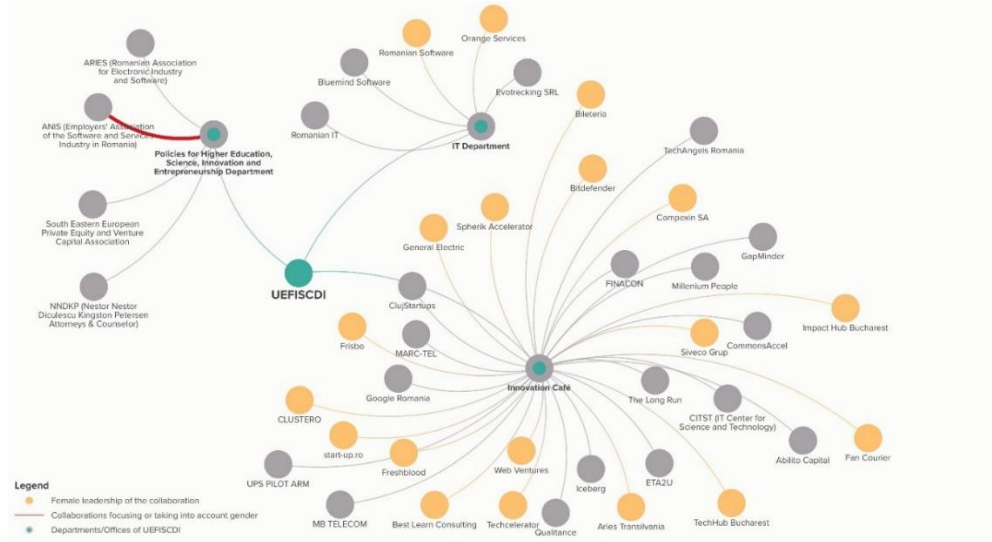 ARIES (Romanian Association
for Electronic Industry
and Software)
ANIS (Employers' Association
of the Software and Services
Industry in Romania)
Policies for Higher Education,
Science, Innovation and
Entrepreneurship Department
South Eastern European
Private Equity and Venture
Capital Association
NNDKP (Nestor Nestor
Diculescu Kingston Petersen
Attorneys & Counselor)
UEFISCDI
Romanian Software
Orange Services
Bluemind Software
Evotrecking SRL
Romanian IT
IT Department
Bileteria
TechAngels Romania
Bitdefender
Compexin SA
Spherik Accelerator
General Electric
GapMinder
FINACON
Millenium People
ClujStartups
Impact Hub Bucharest
Frisbo
MARC-TEL
Siveco Grup
CommonsAccel
Innovation Café
Google Romania
The Long Run
CITST (IT Center for
Science and Technology)
CLUSTERO
start-up.ro
Freshblood
Abilito Capital
Fan Courier
UPS PILOT ARM
Web Ventures
Iceberg
ETA2U
MB TELECOM
Best Learn Consulting
Techcelerator
Qualitance
Aries Transilvania
TechHub Bucharest
Legend
Female leadership of the collaboration
Collaborations focusing or taking into account gender
Departments/Offices of UEFISCDI